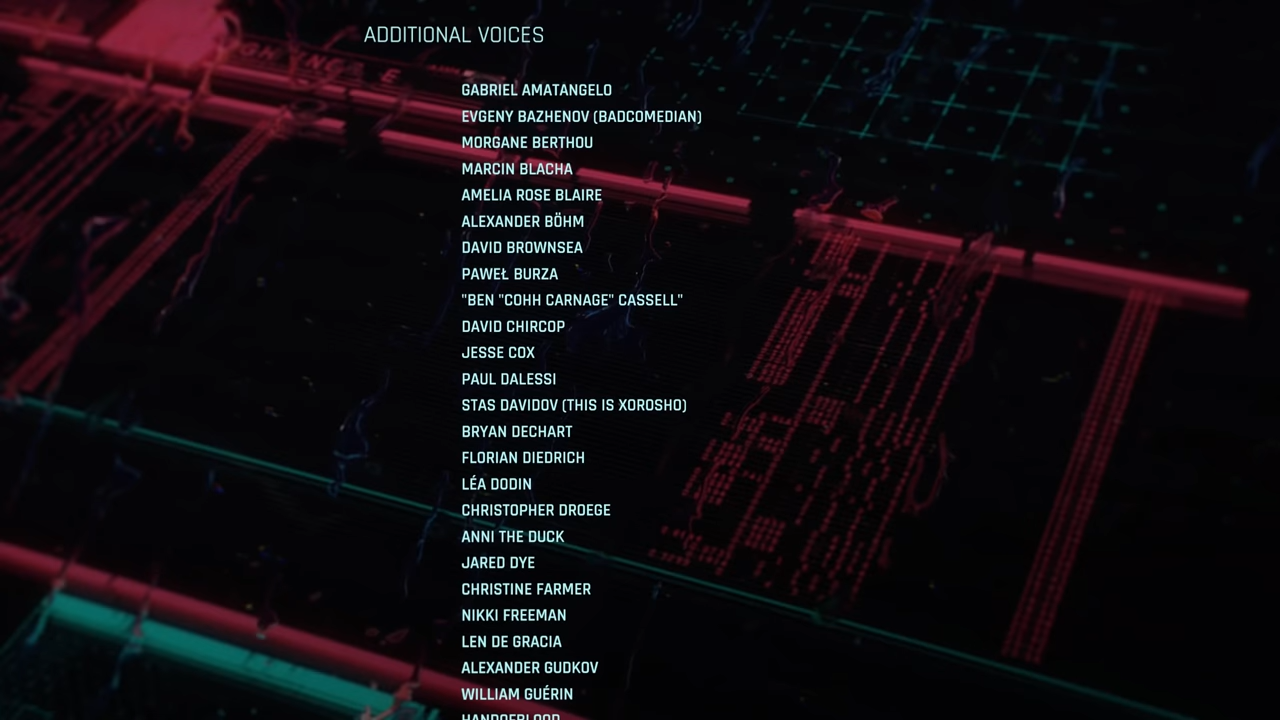 ADDITIONAL VOICES
GABRIEL AMATANGELO
EVGENY BAZHENOV (BADCOMEDIAN)
MORGANE BERTHOU
MARCIN BLACHA
AMELIA ROSE BLAIRE
ALEXANDER BÖHM
DAVID BROWNSEA
PAWEŁ BURZA
"BEN "COHH CARNAGE" CASSELL"
DAVID CHIRCOP
JESSE COX
PAUL DALESSI
STAS DAVIDOV (THIS IS XOROSHO)
BRYAN DECHART
FLORIAN DIEDRICH
LÉA DODIN
CHRISTOPHER DROEGE
ANNI THE DUCK
JARED DYE
CHRISTINE FARMER
NIKKI FREEMAN
LEN DE GRACIA
ALEXANDER GUDKOV
WILLIAM GUÉRIN
HANDOFBLOOD